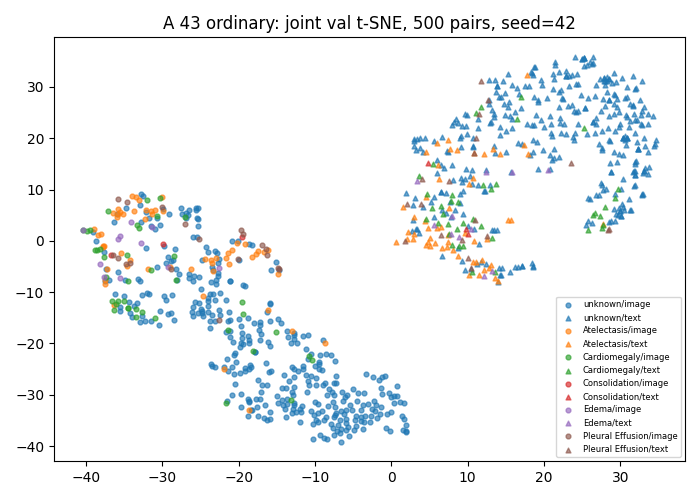 A 43 ordinary: joint val t-SNE, 500 pairs, seed=42
30
20
10
0
−10
−20
−30
−40
−40
−30
−20
−10
0
10
20
30
unknown/image
unknown/text
Atelectasis/image
Atelectasis/text
Cardiomegaly/image
Cardiomegaly/text
Consolidation/image
Consolidation/text
Edema/image
Edema/text
Pleural Effusion/image
Pleural Effusion/text